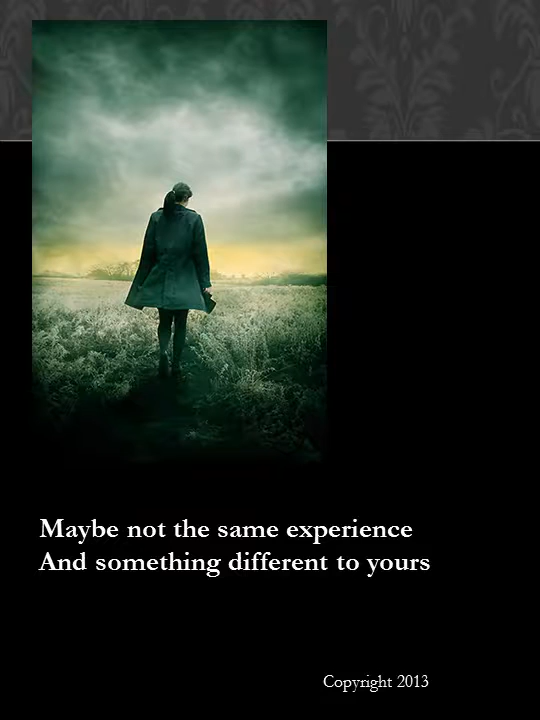 Maybe not the same experience
And something different to yours
Copyright 2013